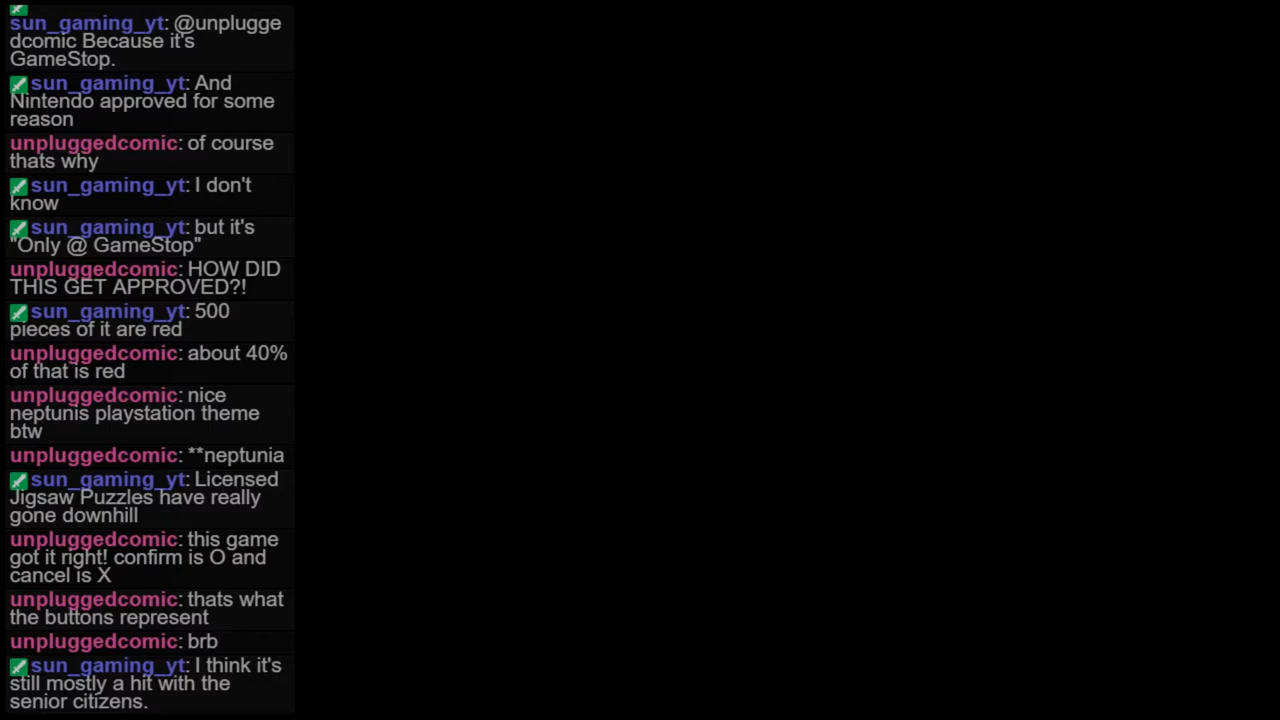 sun_gaming_yt: @unplugge
dcomic Because it's
GameStop.
sun_gaming_yt: And
Nintendo approved for some
reason
unpluggedcomic: of course
thats why
sun_gaming_yt: I don't
know
sun_gaming_yt: but it's
"Only @ GameStop"
unpluggedcomic: HOW DID
THIS GET APPROVED?!
sun_gaming_yt: 500
pieces of it are red
unpluggedcomic: about 40%
of that is red
unpluggedcomic: nice
neptunis playstation theme
btw
unpluggedcomic: **neptunia
sun_gaming_yt: Licensed
Jigsaw Puzzles have really
gone downhill
unpluggedcomic: this game
got it right! confirm is O and
cancel is X
unpluggedcomic: thats what
the buttons represent
unpluggedcomic: brb
sun_gaming_yt: I think it's
still mostly a hit with the
senior citizens.